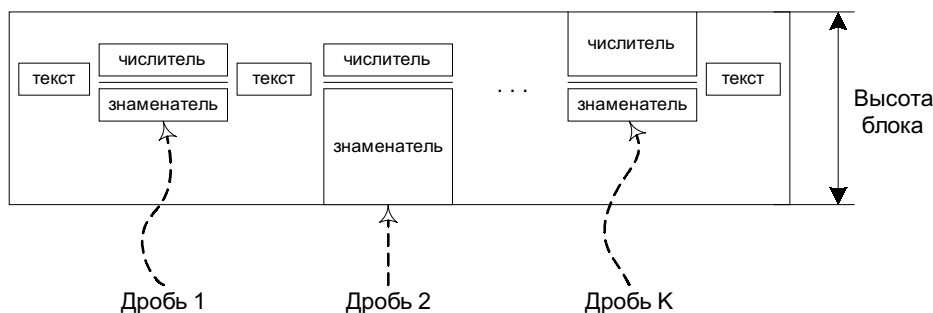 числитель
числитель
числитель
текст
текст
. . .
текст
знаменатель
знаменатель
знаменатель
Высота
блока
Дробь 1
Дробь 2
Дробь K